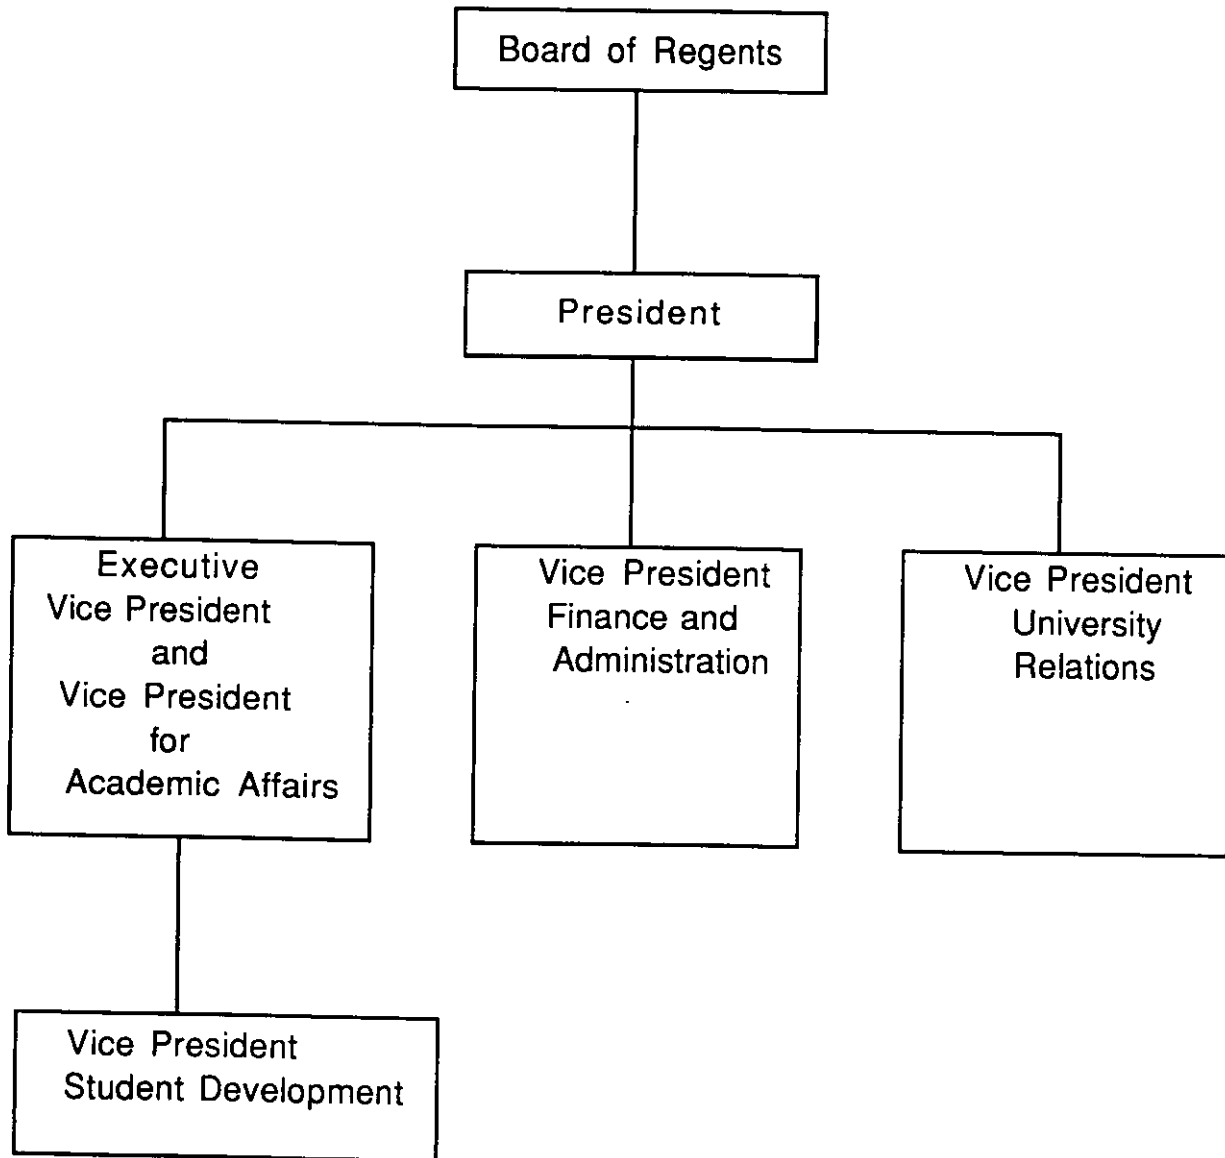 Board of Regents
President
Executive
Vice President
and
Vice President
for
Academic Affairs
Vice President
Finance and
Administration
Vice President
University
Relations
Vice President
Student Development